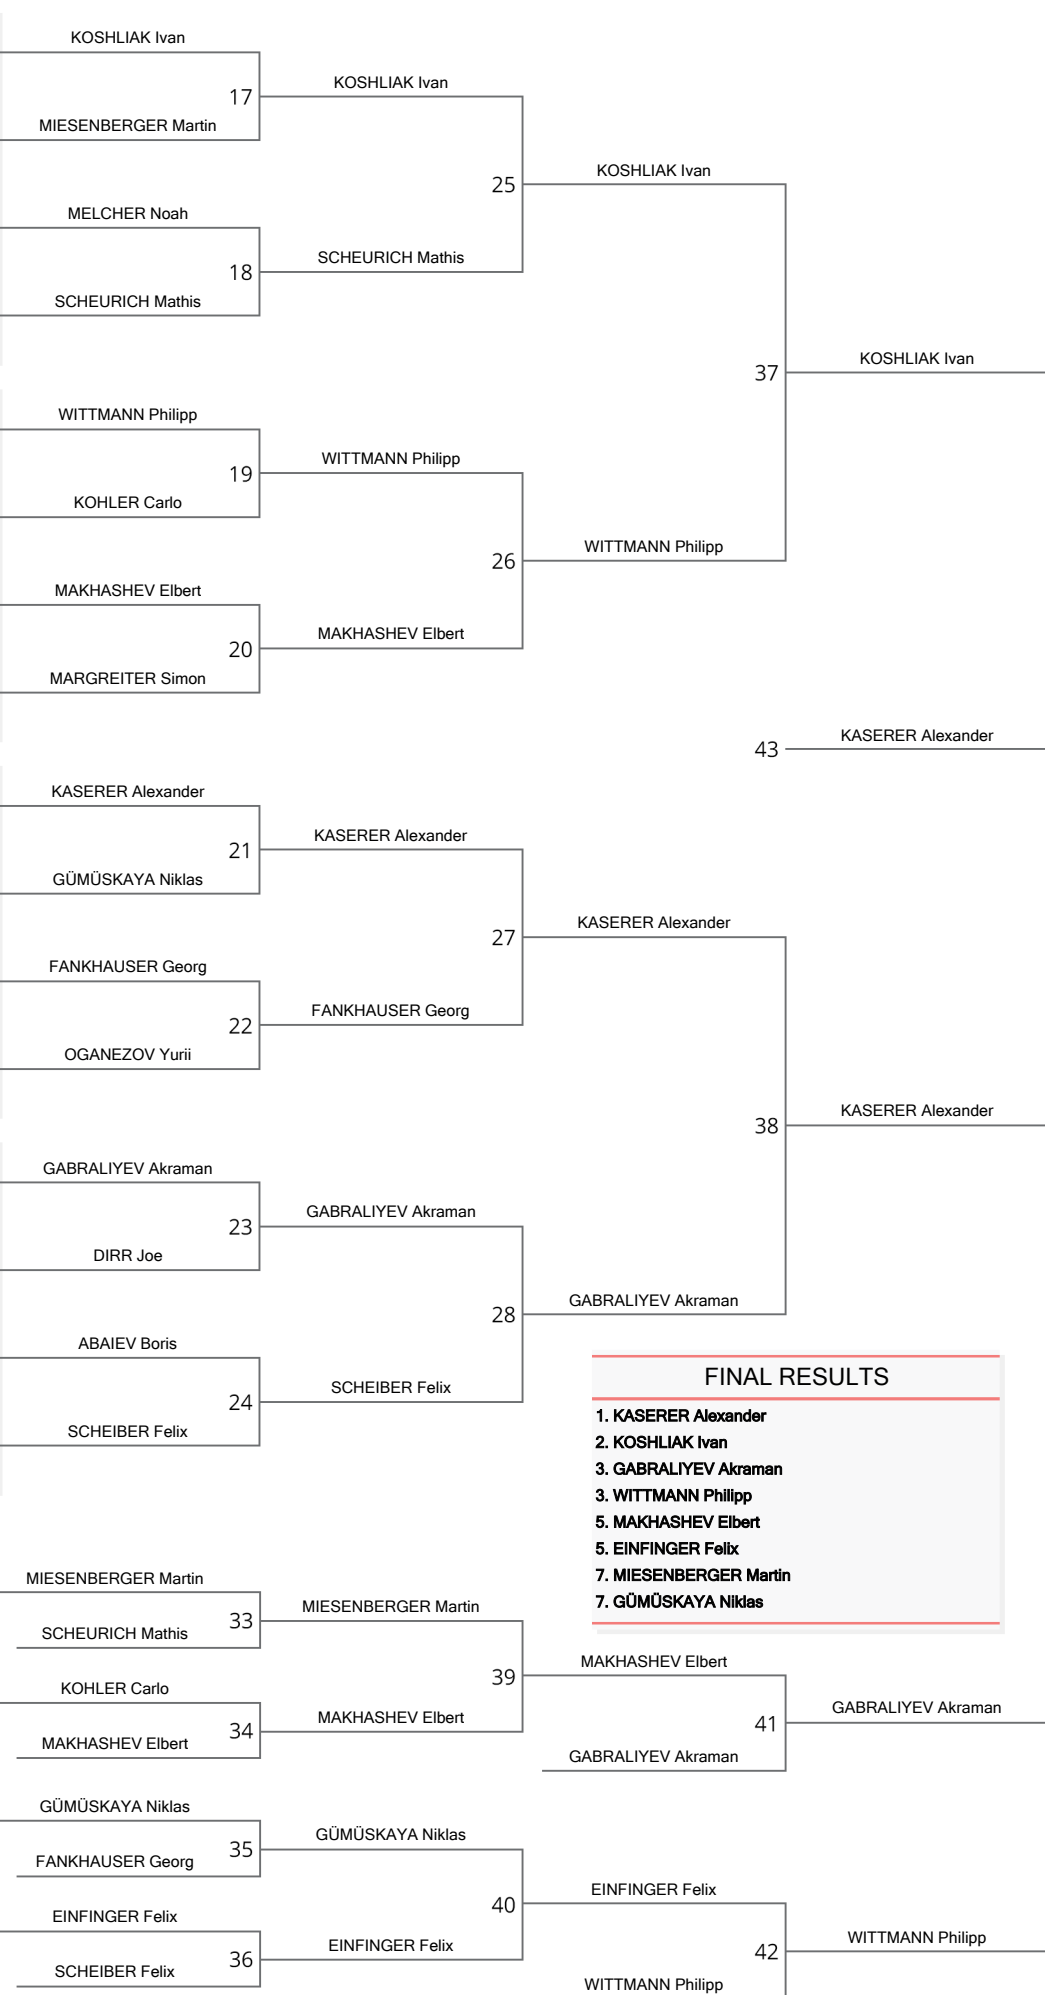 KOSHLIAK Ivan
17
KOSHLIAK Ivan
MIESENBERGER Martin
25
KOSHLIAK Ivan
MELCHER Noah
18
SCHEURICH Mathis
SCHEURICH Mathis
37
KOSHLIAK Ivan
WITTMANN Philipp
19
WITTMANN Philipp
KOHLER Carlo
26
WITTMANN Philipp
MAKHASHEV Elbert
20
MAKHASHEV Elbert
MARGREITER Simon
43
KASERER Alexander
KASERER Alexander
21
KASERER Alexander
GÜMÜSKAYA Niklas
27
KASERER Alexander
FANKHAUSER Georg
22
FANKHAUSER Georg
OGANEZOV Yurii
38
KASERER Alexander
GABRALIYEV Akraman
23
GABRALIYEV Akraman
DIRR Joe
28
GABRALIYEV Akraman
ABAIEV Boris
24
SCHEIBER Felix
SCHEIBER Felix
FINAL RESULTS
1. KASERER Alexander
2. KOSHLIAK Ivan
3. GABRALIYEV Akraman
3. WITTMANN Philipp
5. MAKHASHEV Elbert
5. EINFINGER Felix
7. MIESENBERGER Martin
7. GÜMÜSKAYA Niklas
MIESENBERGER Martin
33
MIESENBERGER Martin
SCHEURICH Mathis
39
MAKHASHEV Elbert
KOHLER Carlo
34
MAKHASHEV Elbert
MAKHASHEV Elbert
41
GABRALIYEV Akraman
GABRALIYEV Akraman
GÜMÜSKAYA Niklas
35
GÜMÜSKAYA Niklas
FANKHAUSER Georg
40
EINFINGER Felix
EINFINGER Felix
36
EINFINGER Felix
SCHEIBER Felix
42
WITTMANN Philipp
WITTMANN Philipp